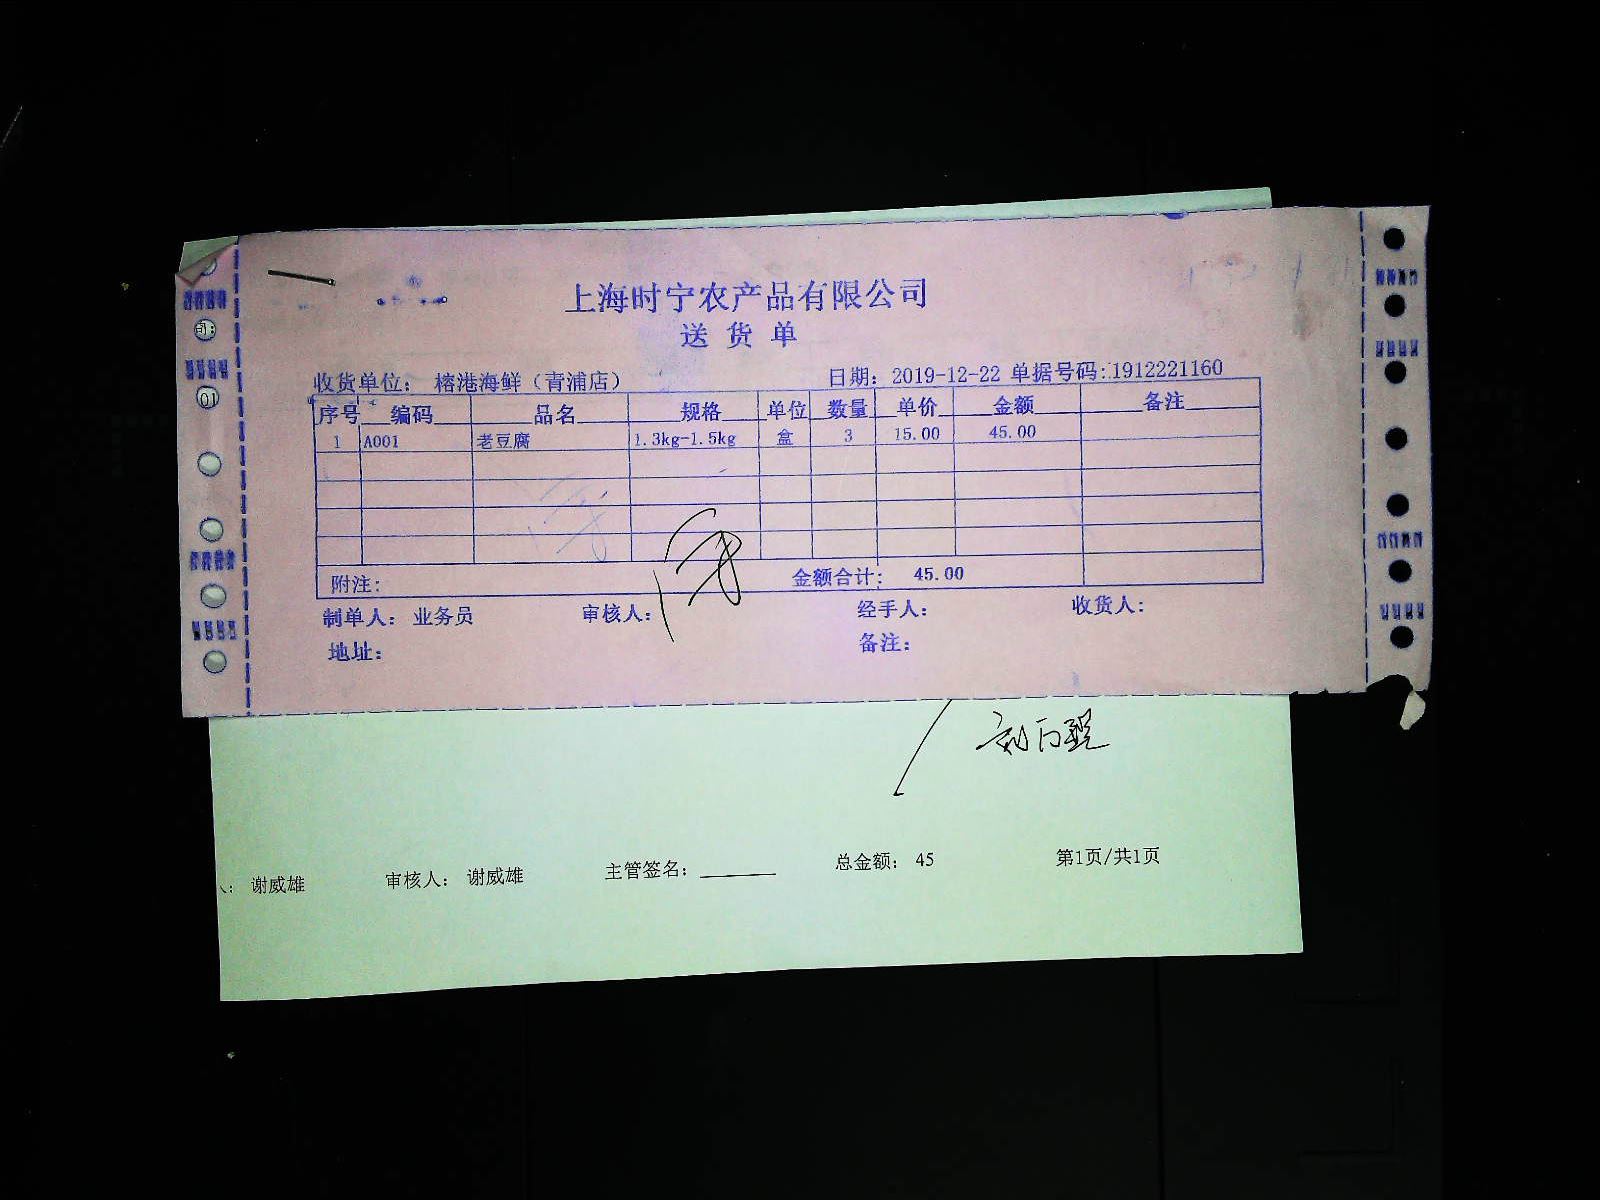 上海时宁农产品有限公司
送货单
收货单位： 榕港海鲜（青浦店） 日期： 2019-12-22 单据号码：1912221160
序号 编码 品名 规格 单位 数量 单价 金额 备注
1 A001 老豆腐 1.3kg-1.5kg 盒 3 15.00 45.00
附注： 金额合计： 45.00
制单人： 业务员 审核人： 经手人： 收货人：
地址： 备注：
谢威雄 审核人： 谢威雄 主管签名： 总金额： 45 第1页/共1页
司：
01